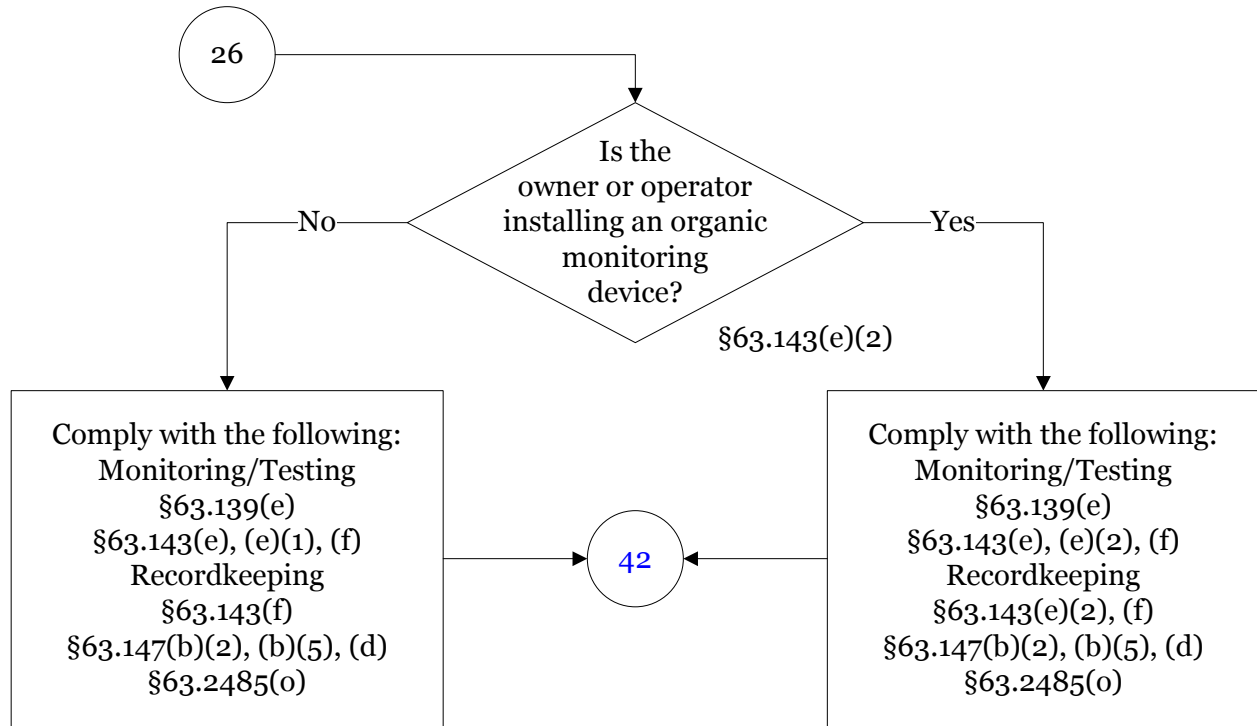 26
Is the
owner or operator
installing an organic
monitoring
device?
No
Yes
§63.143(e)(2)
Comply with the following:
Monitoring/Testing
§63.139(e)
§63.143(e), (e)(1), (f)
Recordkeeping
§63.143(f)
§63.147(b)(2), (b)(5), (d)
§63.2485(o)
42
Comply with the following:
Monitoring/Testing
§63.139(e)
§63.143(e), (e)(2), (f)
Recordkeeping
§63.143(e)(2), (f)
§63.147(b)(2), (b)(5), (d)
§63.2485(o)